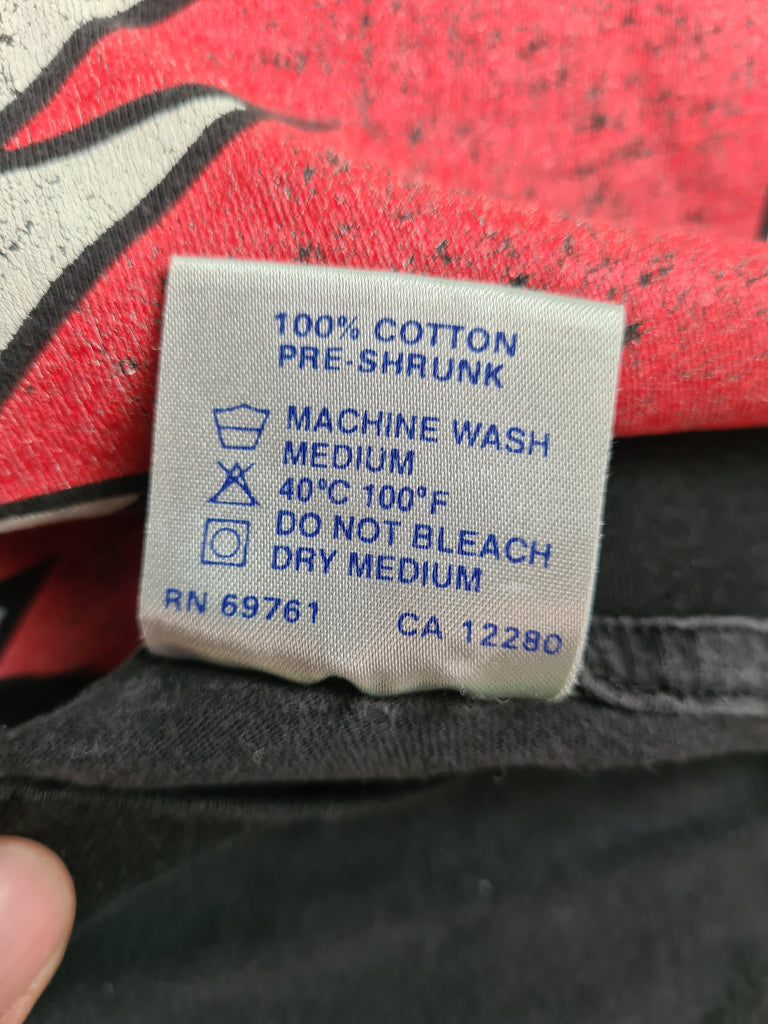 100% COTTON
PRE-SHRUNK
MACHINE WASH
MEDIUM
40°C 100°F
DO NOT BLEACH
DRY MEDIUM
RN 69761 CA 12280